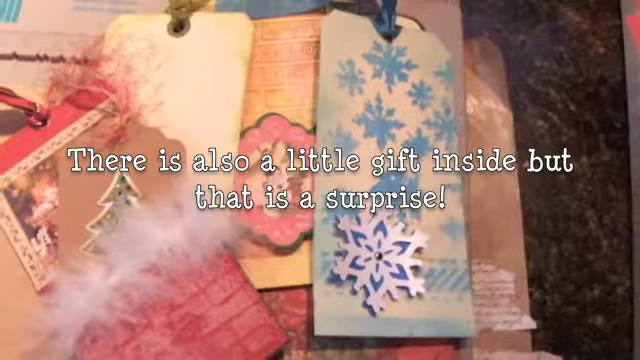 There is also a little gift inside but
that is a surprise!